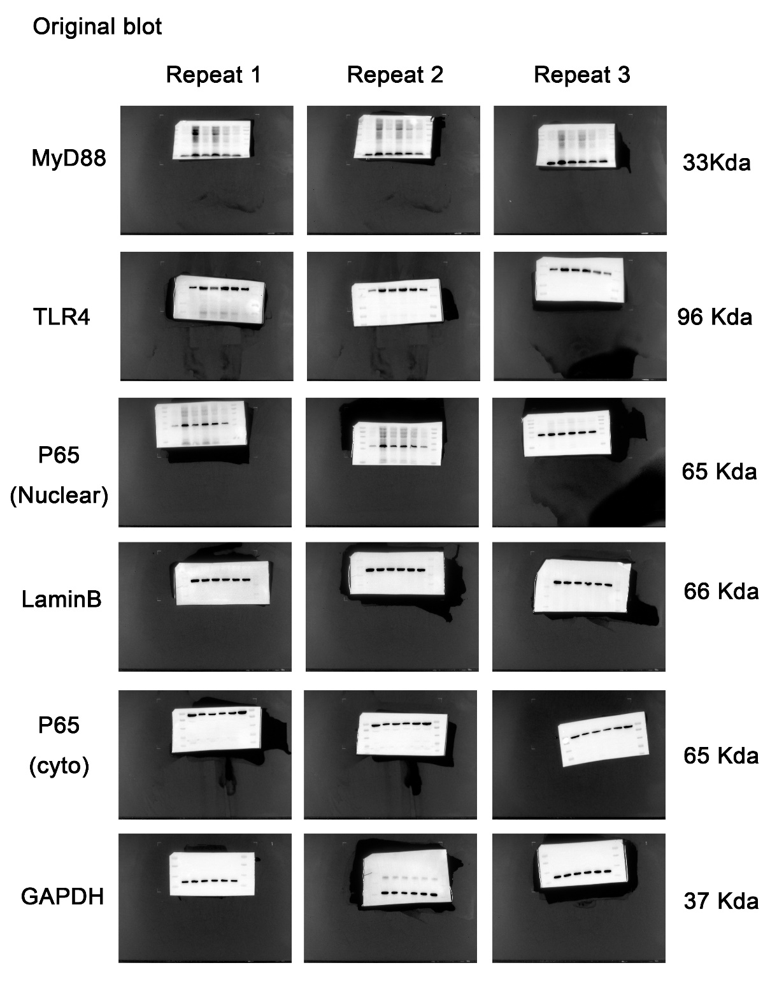 Original blot
Repeat 1 Repeat 2 Repeat 3
MyD88 33Kda
TLR4 96 Kda
P65
(Nuclear) 65 Kda
LaminB 66 Kda
P65
(cyto) 65 Kda
GAPDH 37 Kda